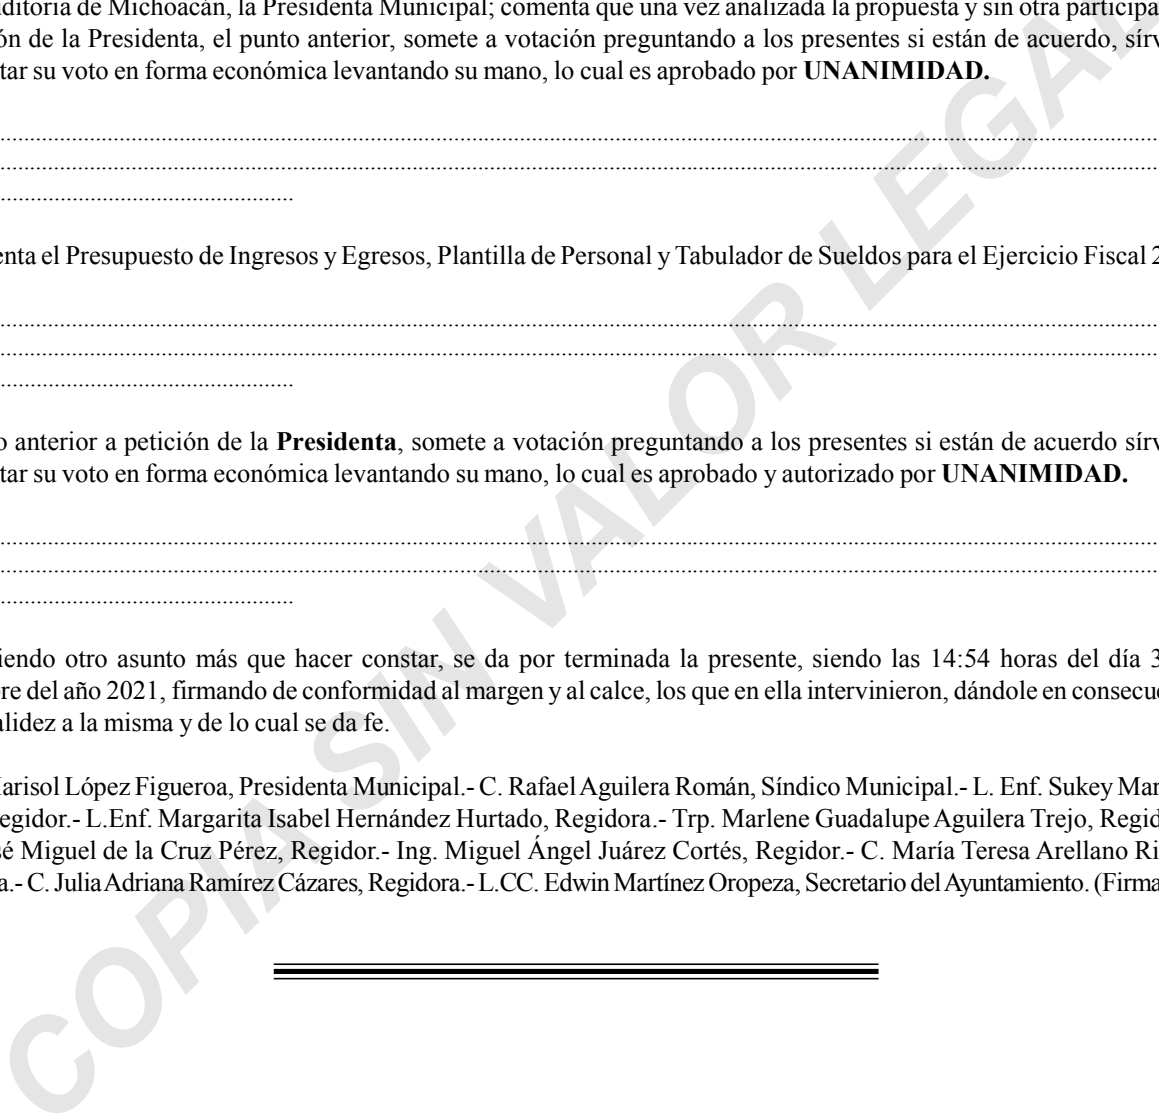 uditoría de Michoacán, la Presidenta Municipal; comenta que una vez analizada la propuesta y sin otra participa
ón de la Presidenta, el punto anterior, somete a votación preguntando a los presentes si están de acuerdo, sírv
tar su voto en forma económica levantando su mano, lo cual es aprobado por UNANIMIDAD.
enta el Presupuesto de Ingresos y Egresos, Plantilla de Personal y Tabulador de Sueldos para el Ejercicio Fiscal 2
o anterior a petición de la Presidenta, somete a votación preguntando a los presentes si están de acuerdo sírv
tar su voto en forma económica levantando su mano, lo cual es aprobado y autorizado por UNANIMIDAD.
iendo otro asunto más que hacer constar, se da por terminada la presente, siendo las 14:54 horas del día 3
re del año 2021, firmando de conformidad al margen y al calce, los que en ella intervinieron, dándole en consecu
alidez a la misma y de lo cual se da fe.
Marisol López Figueroa, Presidenta Municipal.- C. Rafael Aguilera Román, Síndico Municipal.- L. Enf. Sukey Mar
egidor.- L.Enf. Margarita Isabel Hernández Hurtado, Regidora.- Trp. Marlene Guadalupe Aguilera Trejo, Regid
sé Miguel de la Cruz Pérez, Regidor.- Ing. Miguel Ángel Juárez Cortés, Regidor.- C. María Teresa Arellano Ri
a.- C. Julia Adriana Ramírez Cázares, Regidora.- L.CC. Edwin Martínez Oropeza, Secretario del Ayuntamiento. (Firma
COPIA SIN VALOR LEGAL